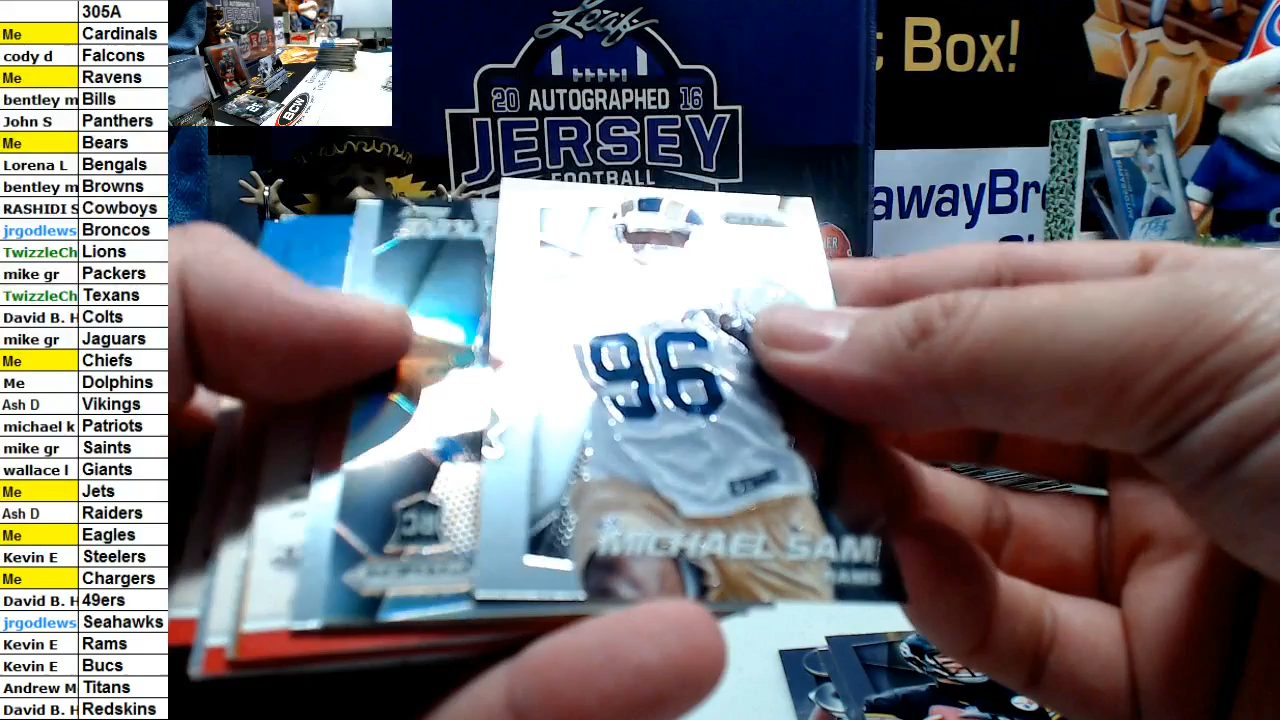 305A
Me Cardinals
cody d Falcons
Me Ravens
bentley m Bills
John S Panthers
Me Bears
Lorena L Bengals
bentley m Browns
RASHIDI S Cowboys
jrgodlews Broncos
TwizzleCh Lions
mike gr Packers
TwizzleCh Texans
David B. H Colts
mike gr Jaguars
Me Chiefs
Me Dolphins
Ash D Vikings
michael k Patriots
mike gr Saints
wallace l Giants
Me Jets
Ash D Raiders
Me Eagles
Kevin E Steelers
Me Chargers
David B. H 49ers
jrgodlews Seahawks
Kevin E Rams
Kevin E Bucs
Andrew M Titans
David B. H Redskins
BCW
Leaf
20 AUTOGRAPHED 16
JERSEY
FOOTBALL
Box!
awayBr
96
MICHAEL SAM
RAMS